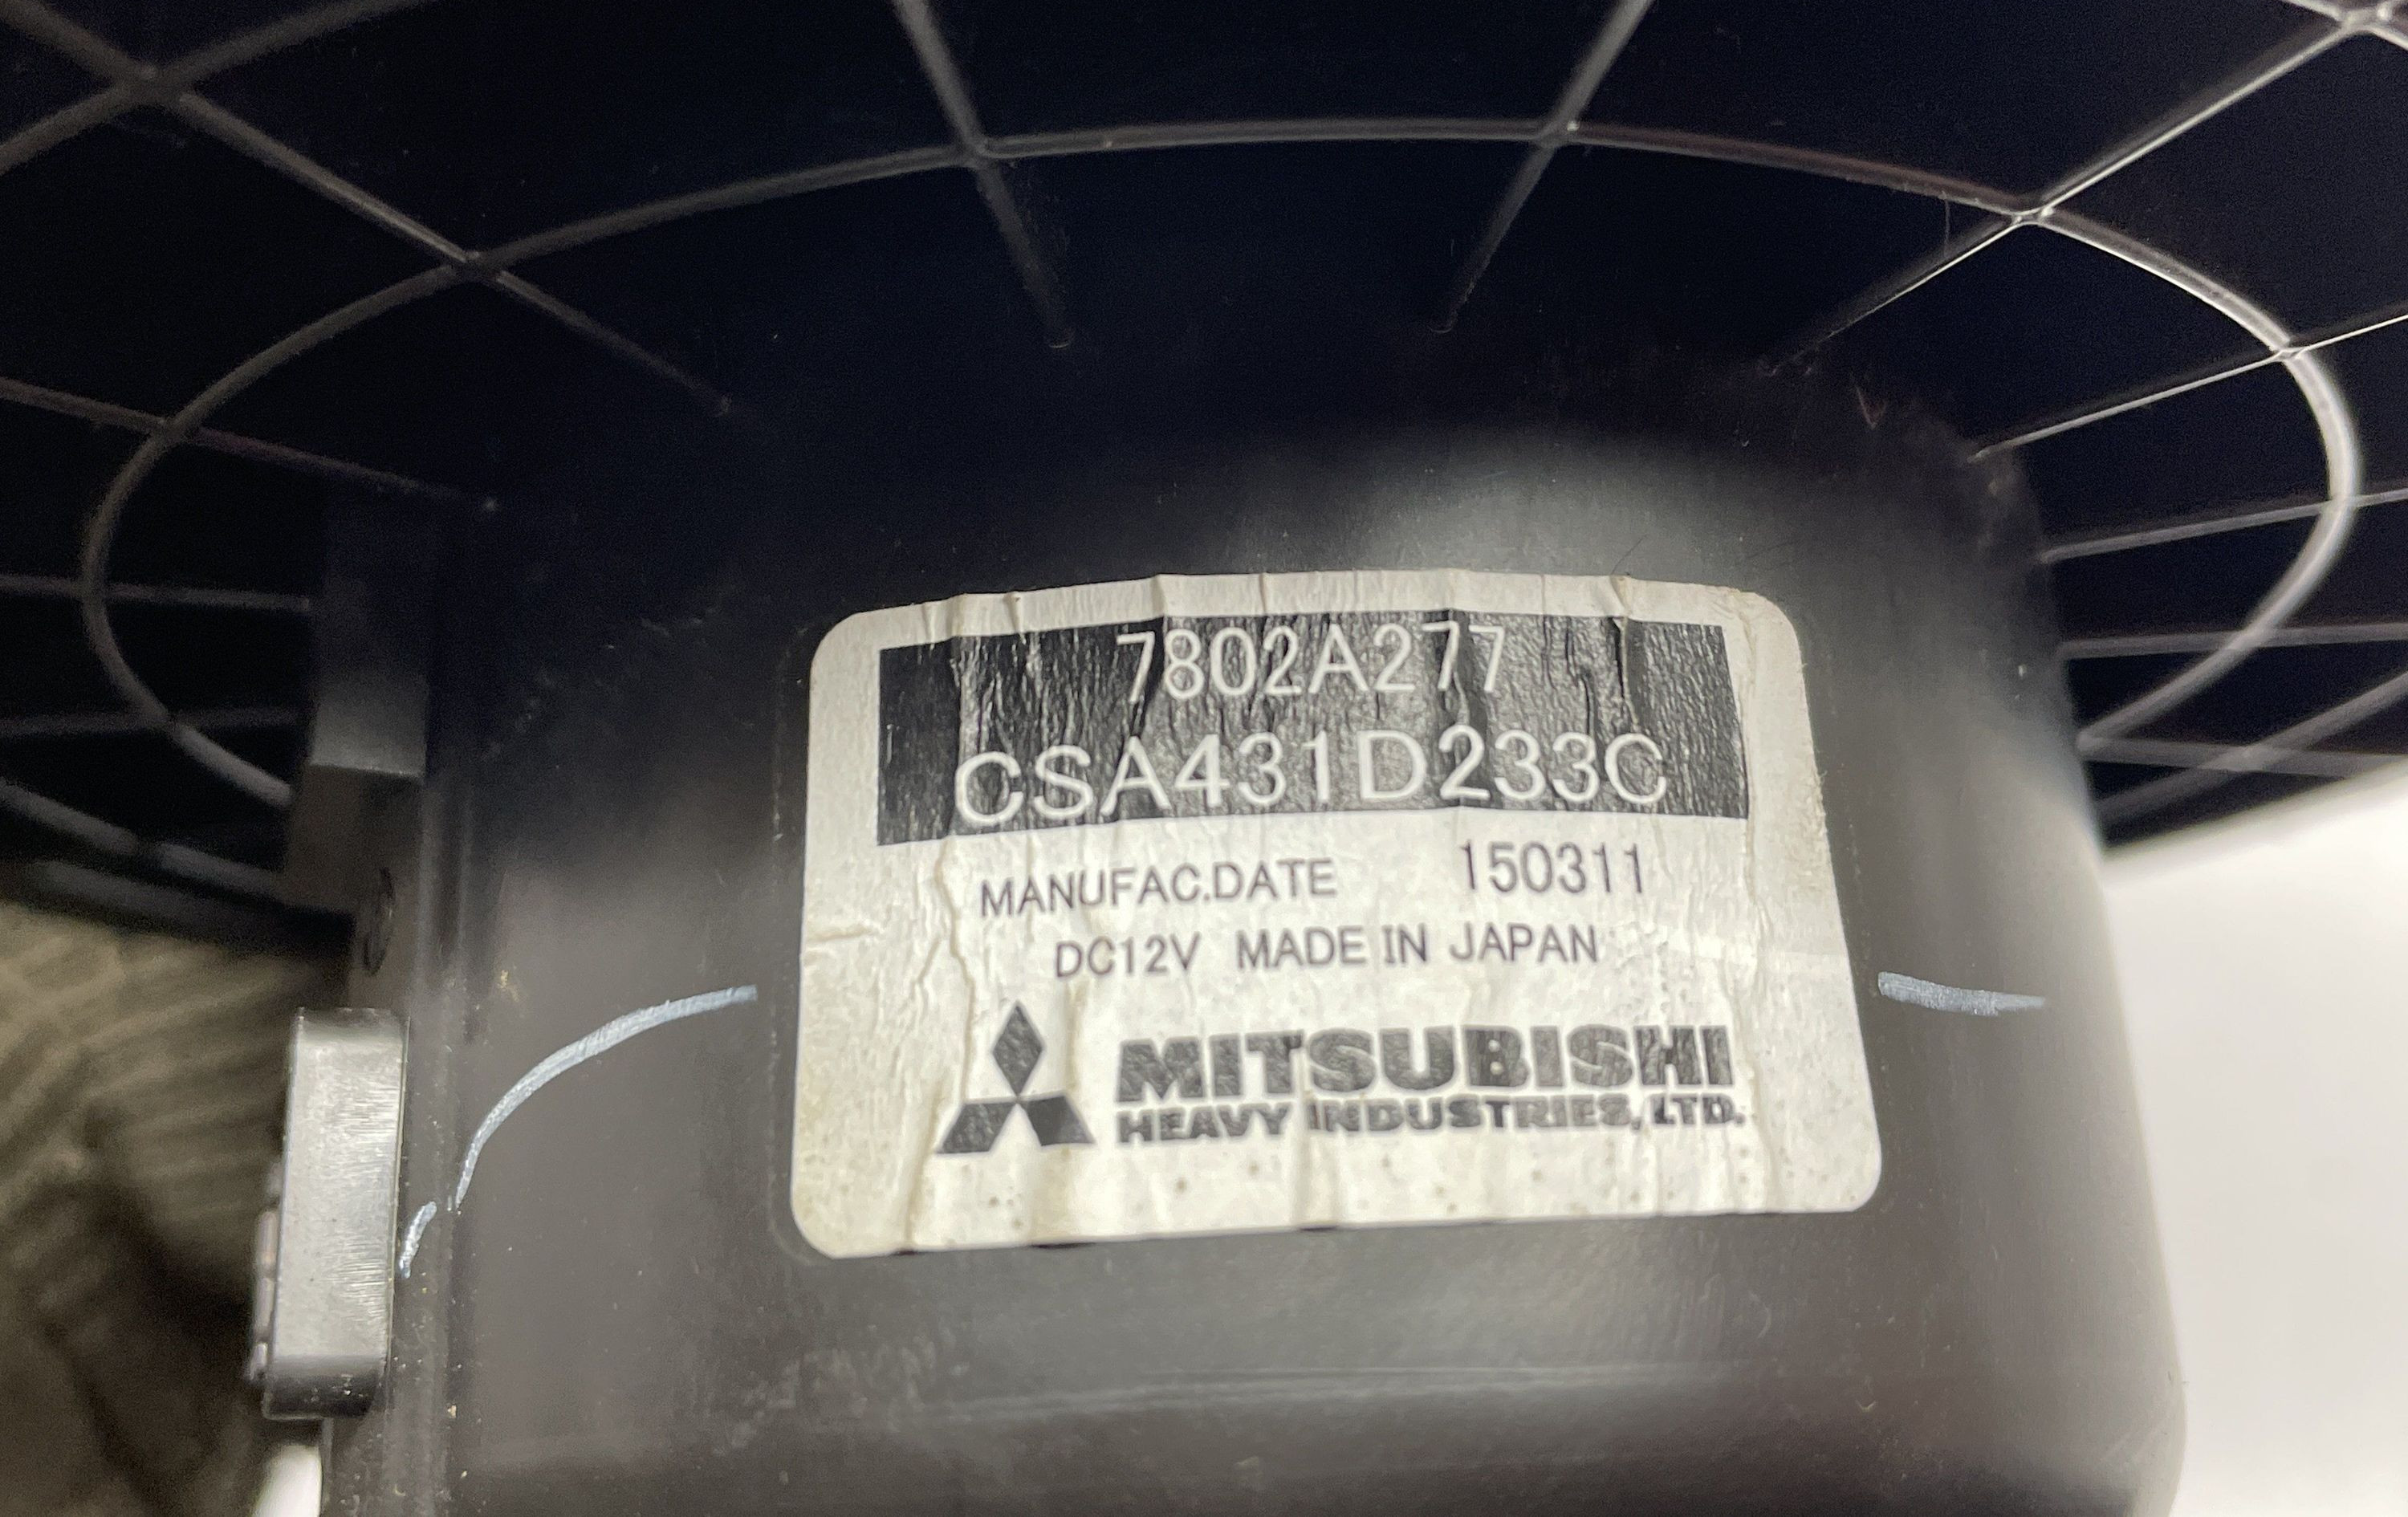 7802A277
CSA431D233C
MANUFAC.DATE 150311
DC12V MADE IN JAPAN
MITSUBISHI
HEAVY INDUSTRIES, LTD.